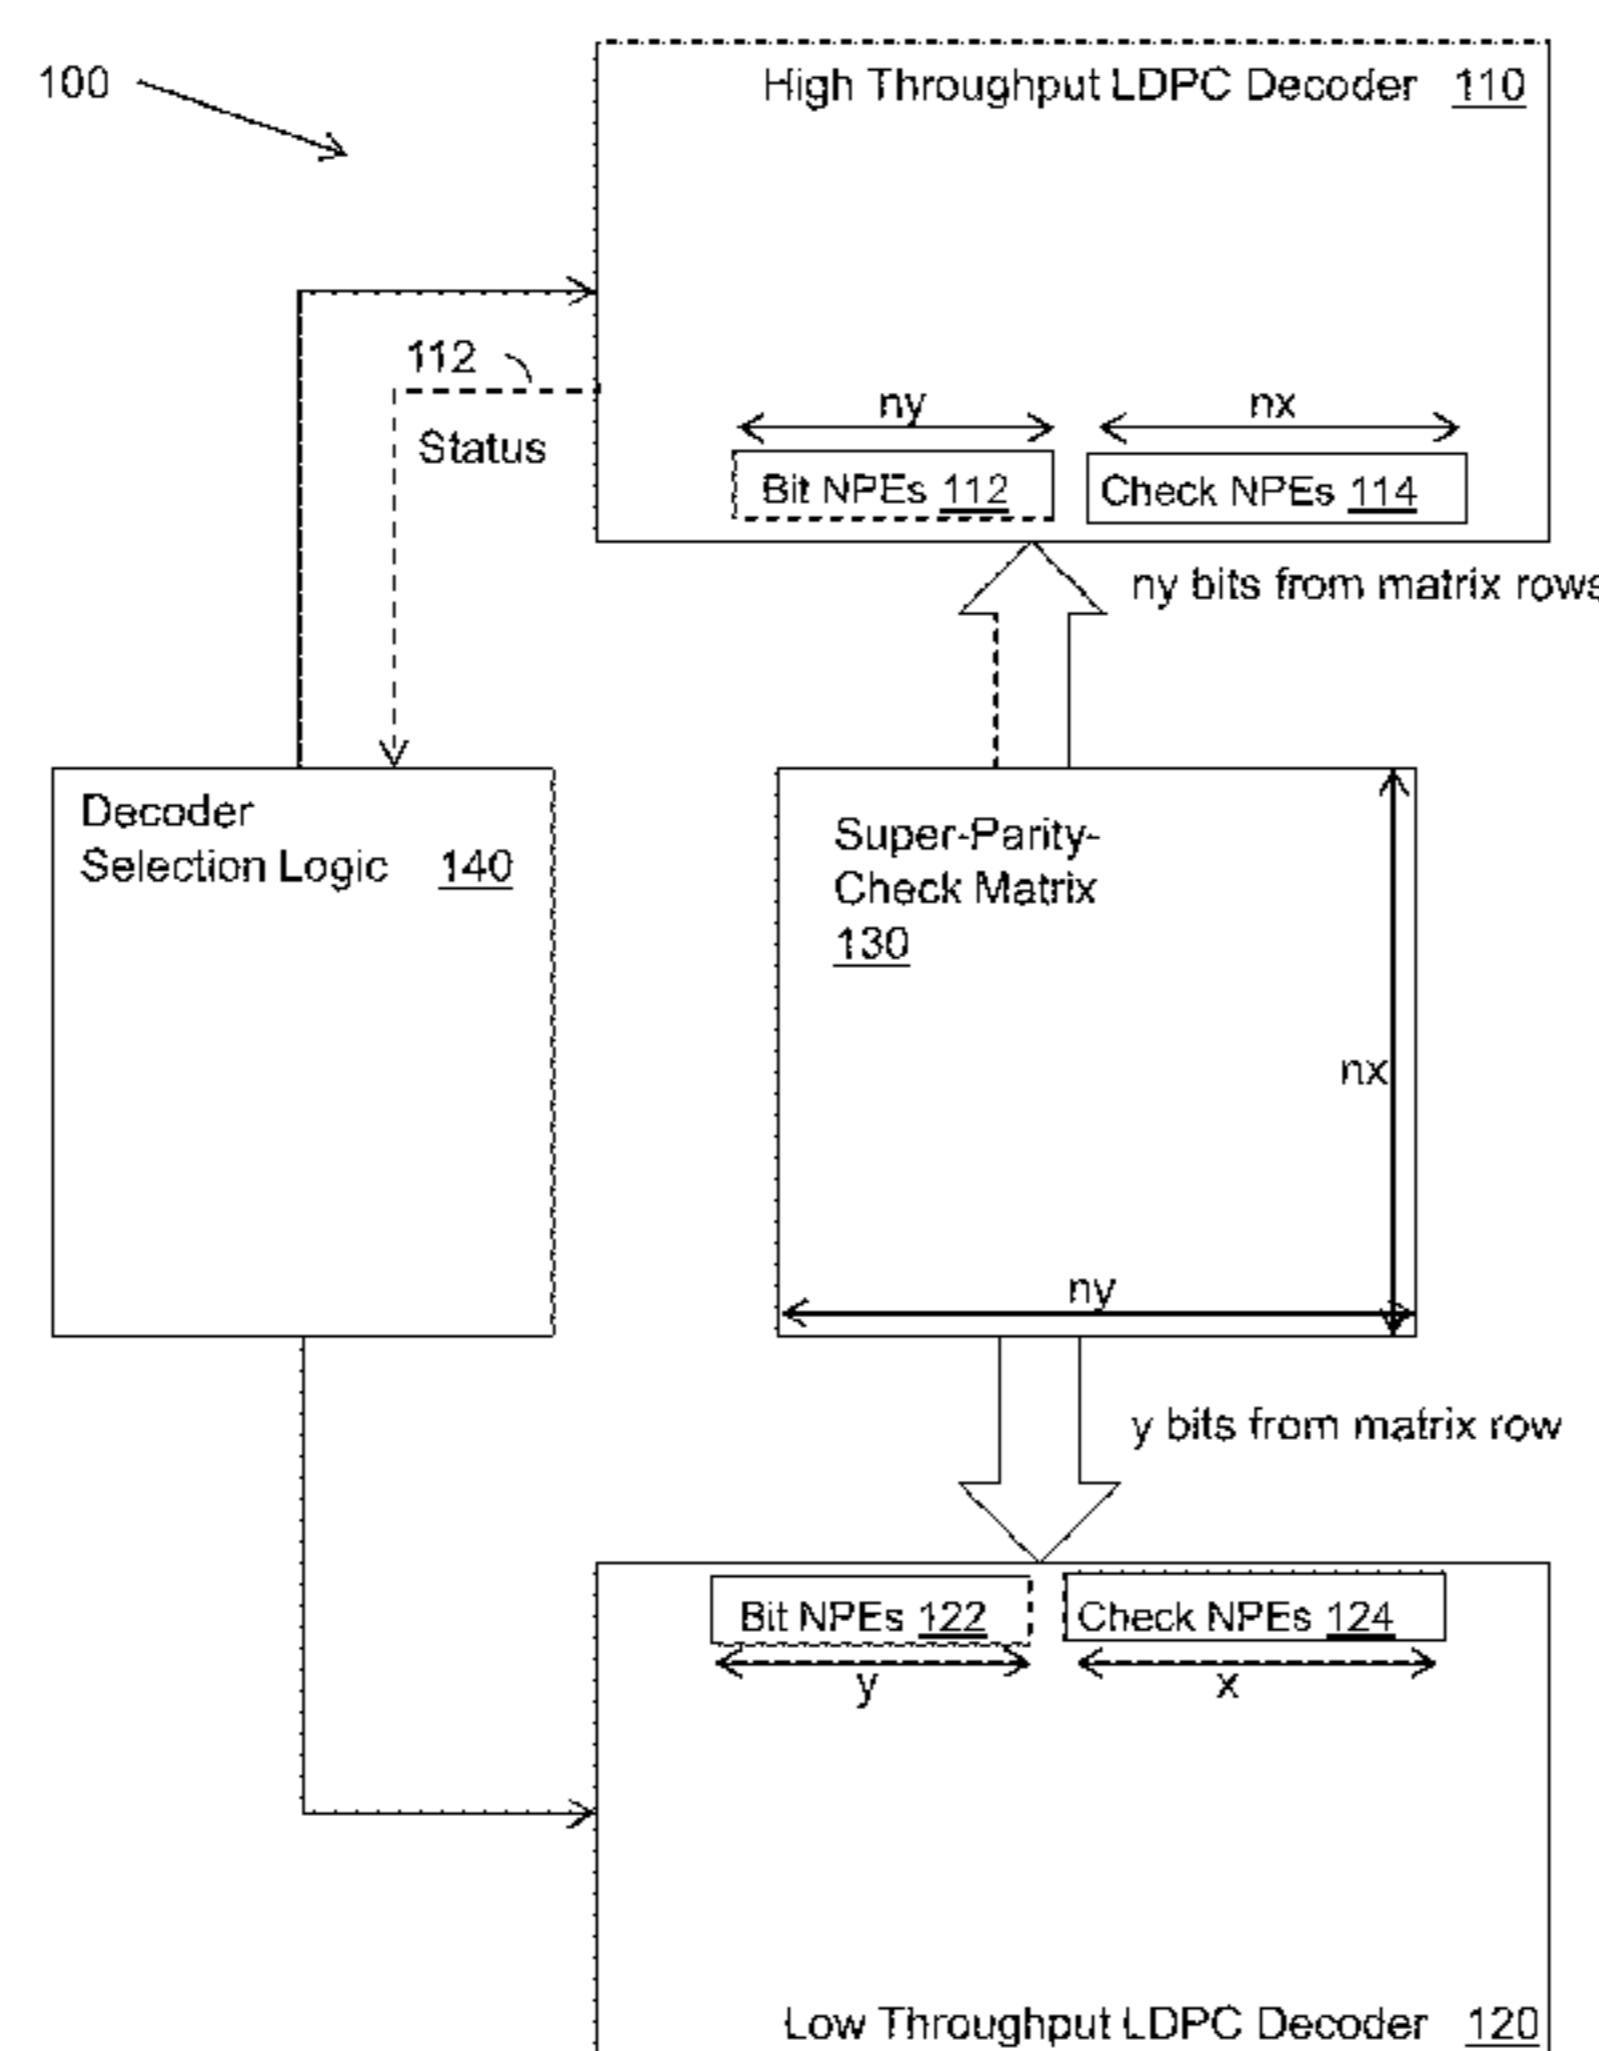 100
High Throughput LDPC Decoder 110
112
Status
ny
nx
Bit NPEs 112
Check NPEs 114
ny bits from matrix rows
Decoder
Selection Logic 140
Super-Parity-
Check Matrix
130
nx
ny
y bits from matrix row
Bit NPEs 122
Check NPEs 124
y
x
Low Throughput LDPC Decoder 120